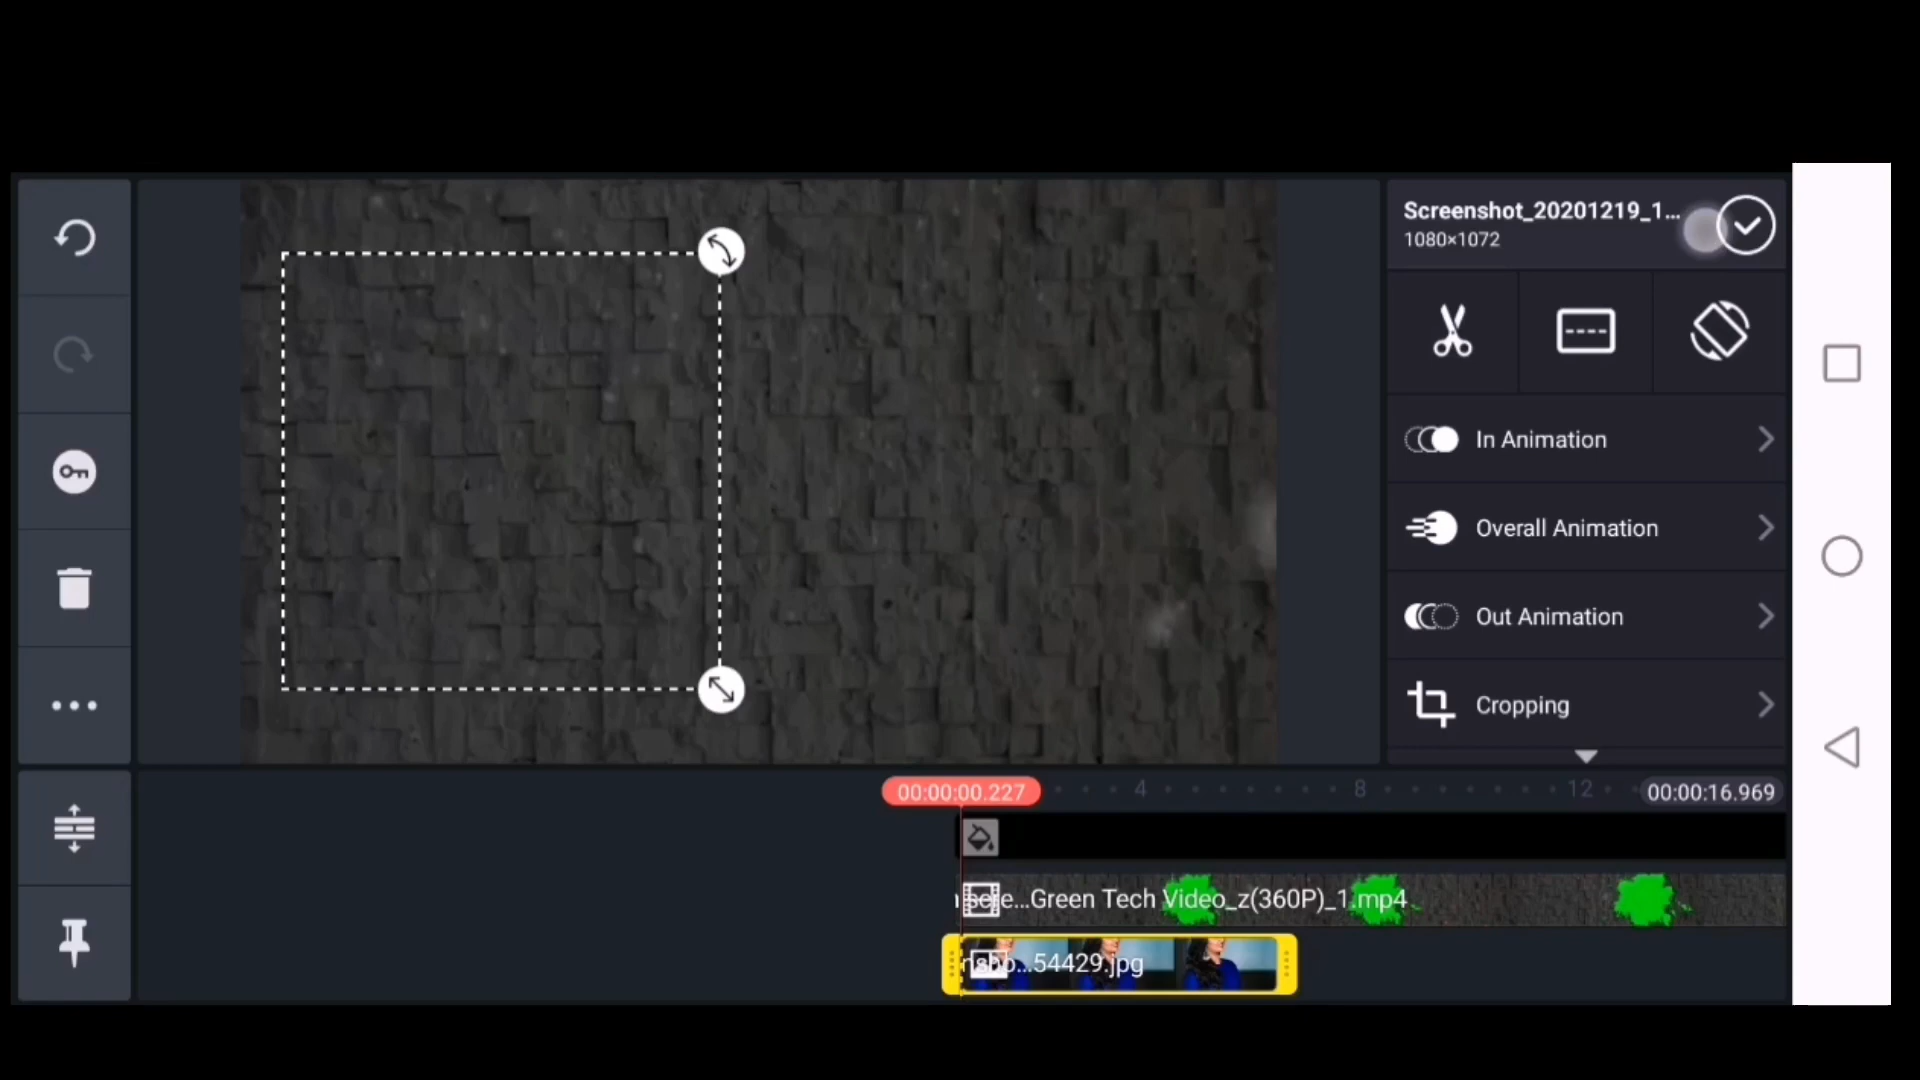 Screenshot_20201219_1...
1080×1072
In Animation
Overall Animation
Out Animation
Cropping
00:00:00.227
4
8
12
00:00:16.969
...Green Tech Video_z(360P)_1.mp4
...54429.jpg